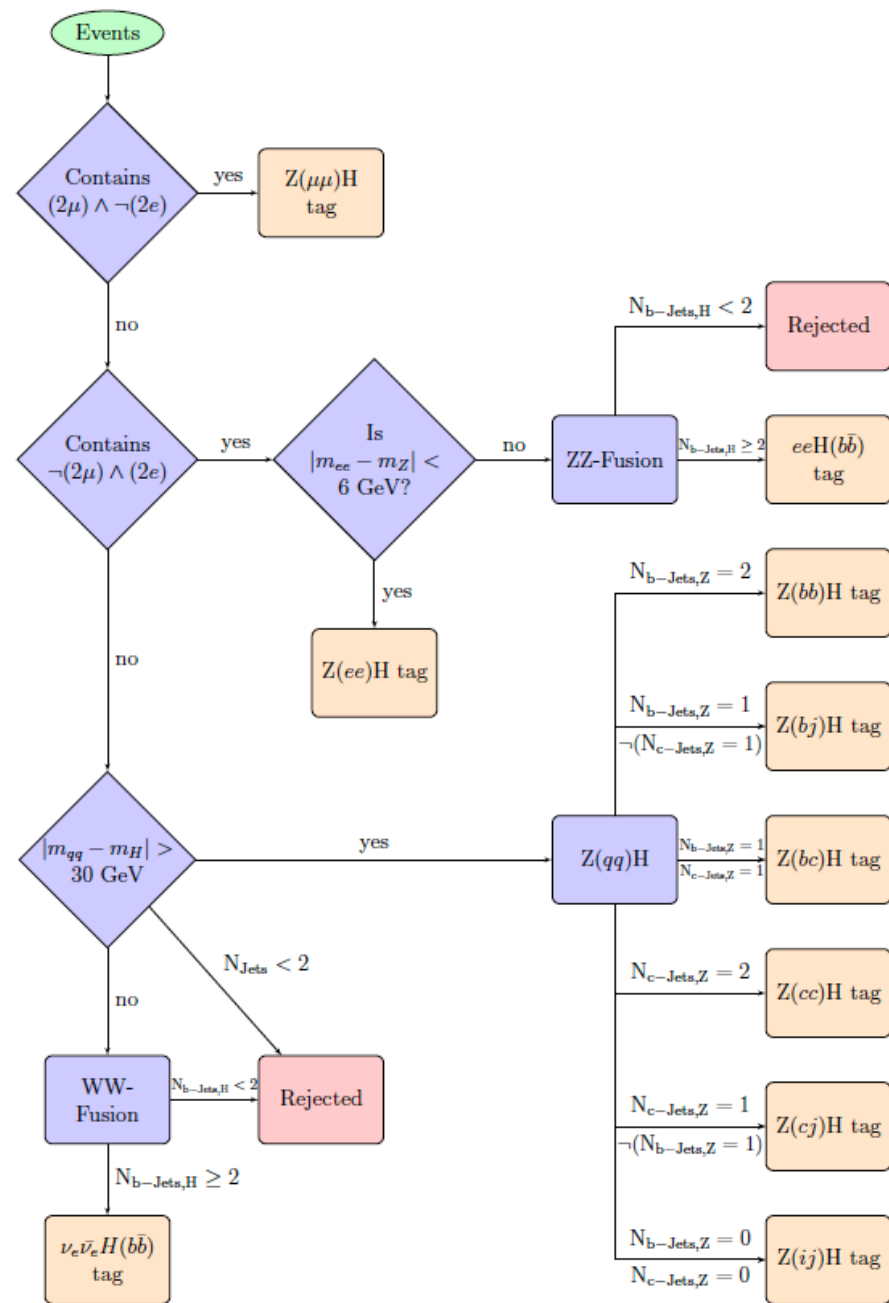 Events
Contains
(2μ) ∧ ¬(2e)
yes
Z(μμ)H
tag
no
Contains
¬(2μ) ∧ (2e)
yes
Is
|m_ee − m_Z| <
6 GeV?
no
ZZ-Fusion
N_b−Jets,H < 2
Rejected
N_b−Jets,H ≥ 2
eeH(bb̄)
tag
yes
Z(ee)H tag
no
|m_qq − m_H| >
30 GeV
yes
Z(qq)H
N_b−Jets,Z = 2
Z(bb)H tag
N_b−Jets,Z = 1
¬(N_c−Jets,Z = 1)
Z(bj)H tag
N_b−Jets,Z = 1
N_c−Jets,Z = 1
Z(bc)H tag
N_c−Jets,Z = 2
Z(cc)H tag
N_c−Jets,Z = 1
¬(N_b−Jets,Z = 1)
Z(cj)H tag
N_b−Jets,Z = 0
N_c−Jets,Z = 0
Z(ij)H tag
N_Jets < 2
no
WW-
Fusion
N_b−Jets,H < 2
Rejected
N_b−Jets,H ≥ 2
ν_e ν̄_e H(bb̄)
tag